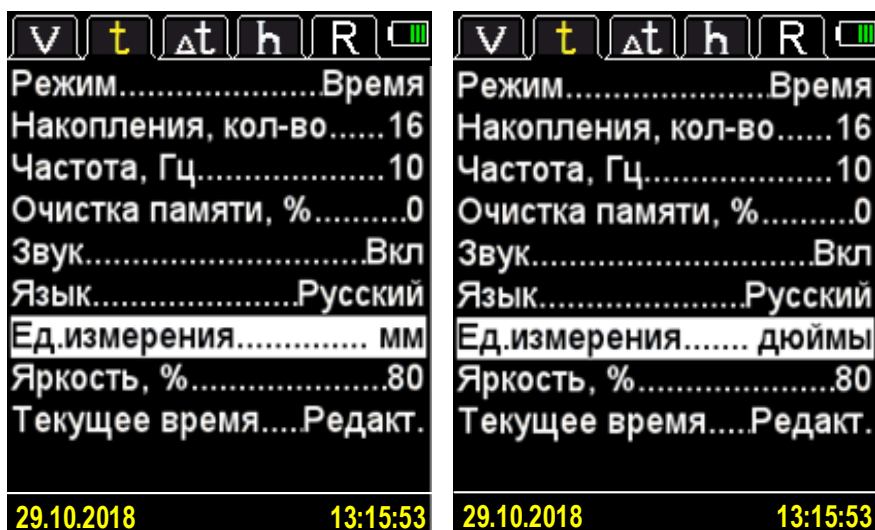 V t Δt h R
Режим.....................Время
Накопления, кол-во......16
Частота, Гц...................10
Очистка памяти, %..........0
Звук............................Вкл
Язык....................Русский
Ед.измерения.............. мм
Яркость, %...................80
Текущее время.....Редакт.
29.10.2018 13:15:53
V t Δt h R
Режим.....................Время
Накопления, кол-во......16
Частота, Гц...................10
Очистка памяти, %..........0
Звук............................Вкл
Язык....................Русский
Ед.измерения....... дюймы
Яркость, %...................80
Текущее время.....Редакт.
29.10.2018 13:15:53